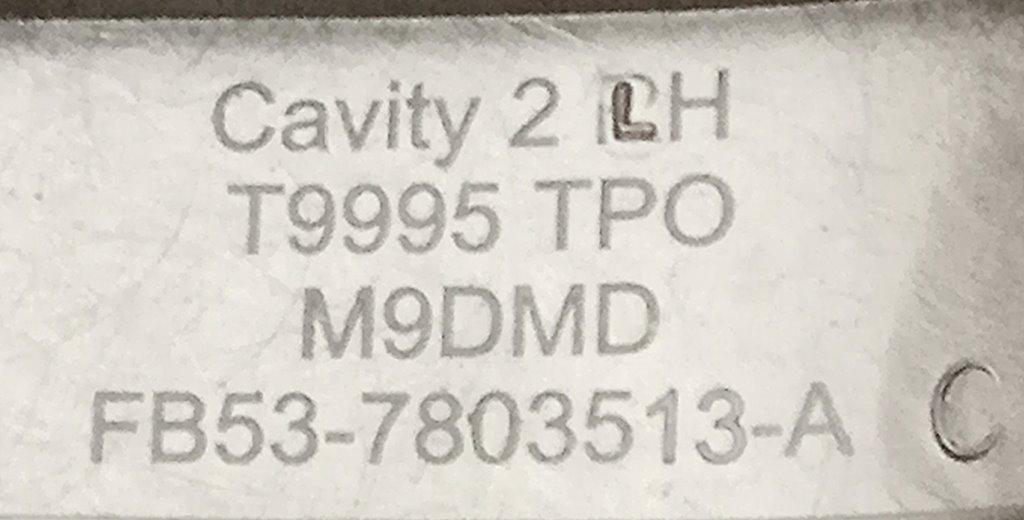 Cavity 2 LH
T9995 TPO
M9DMD
FB53-7803513-A C